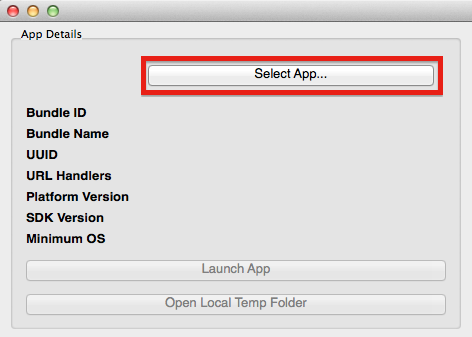 App Details
Select App...
Bundle ID
Bundle Name
UUID
URL Handlers
Platform Version
SDK Version
Minimum OS
Launch App
Open Local Temp Folder